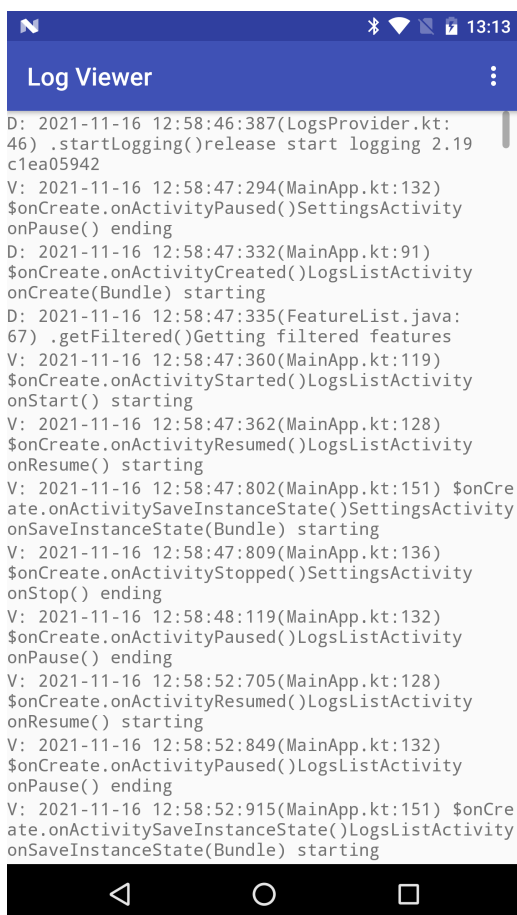 13:13
Log Viewer
D: 2021-11-16 12:58:46:387(LogsProvider.kt:
46) .startLogging()release start logging 2.19
c1ea05942
V: 2021-11-16 12:58:47:294(MainApp.kt:132)
$onCreate.onActivityPaused()SettingsActivity
onPause() ending
D: 2021-11-16 12:58:47:332(MainApp.kt:91)
$onCreate.onActivityCreated()LogsListActivity
onCreate(Bundle) starting
D: 2021-11-16 12:58:47:335(FeatureList.java:
67) .getFiltered()Getting filtered features
V: 2021-11-16 12:58:47:360(MainApp.kt:119)
$onCreate.onActivityStarted()LogsListActivity
onStart() starting
V: 2021-11-16 12:58:47:362(MainApp.kt:128)
$onCreate.onActivityResumed()LogsListActivity
onResume() starting
V: 2021-11-16 12:58:47:802(MainApp.kt:151) $onCre
ate.onActivitySaveInstanceState()SettingsActivity
onSaveInstanceState(Bundle) starting
V: 2021-11-16 12:58:47:809(MainApp.kt:136)
$onCreate.onActivityStopped()SettingsActivity
onStop() ending
V: 2021-11-16 12:58:48:119(MainApp.kt:132)
$onCreate.onActivityPaused()LogsListActivity
onPause() ending
V: 2021-11-16 12:58:52:705(MainApp.kt:128)
$onCreate.onActivityResumed()LogsListActivity
onResume() starting
V: 2021-11-16 12:58:52:849(MainApp.kt:132)
$onCreate.onActivityPaused()LogsListActivity
onPause() ending
V: 2021-11-16 12:58:52:915(MainApp.kt:151) $onCre
ate.onActivitySaveInstanceState()LogsListActivity
onSaveInstanceState(Bundle) starting